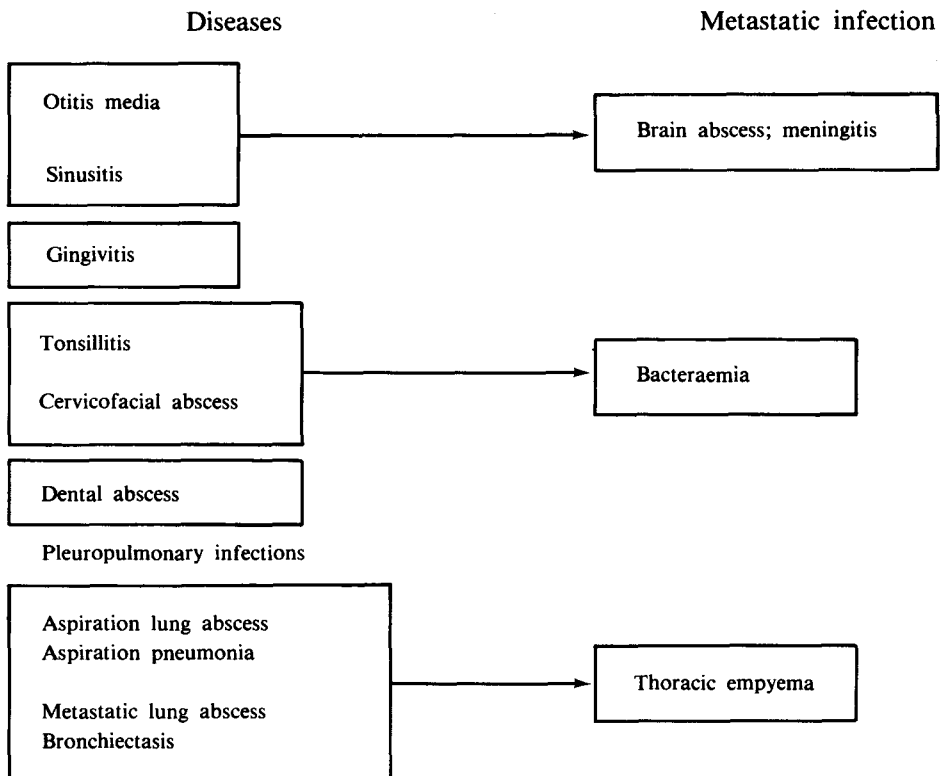 Diseases
Metastatic infection
Otitis media
Sinusitis
Brain abscess; meningitis
Gingivitis
Tonsillitis
Cervicofacial abscess
Bacteraemia
Dental abscess
Pleuropulmonary infections
Aspiration lung abscess
Aspiration pneumonia
Metastatic lung abscess
Bronchiectasis
Thoracic empyema